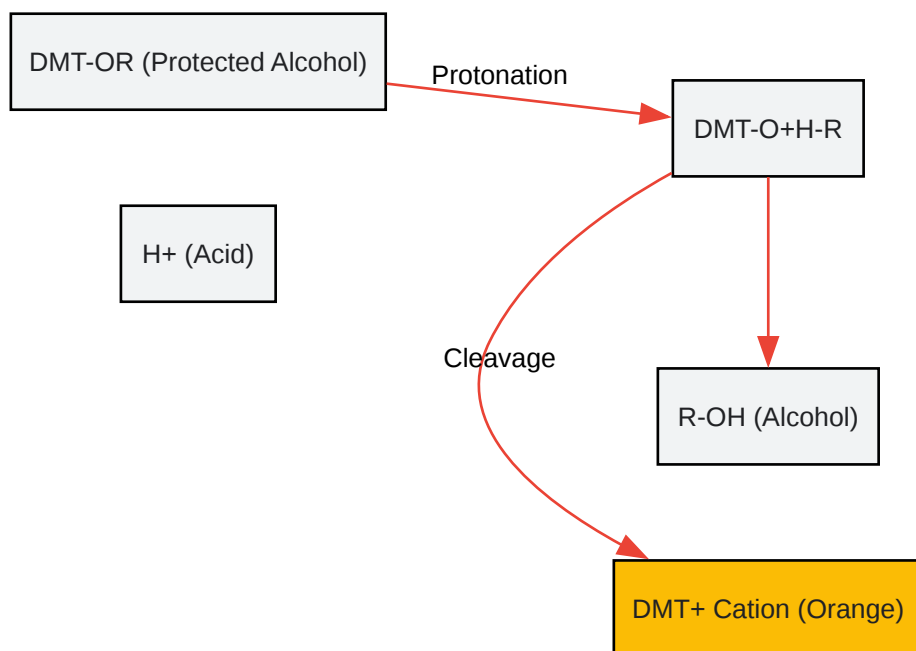 DMT-OR (Protected Alcohol)
Protonation
DMT-O+H-R
H+ (Acid)
Cleavage
R-OH (Alcohol)
DMT+ Cation (Orange)